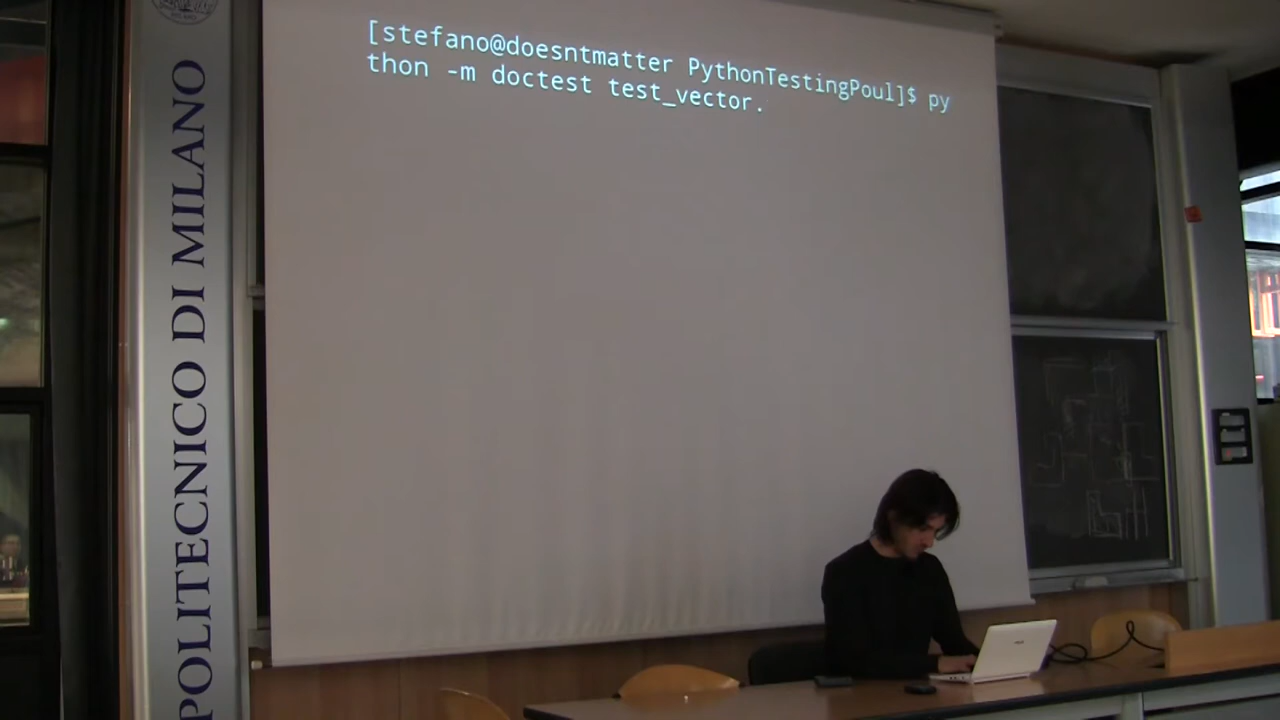 [stefano@doesntmatter PythonTestingPoul]$ py
thon -m doctest test_vector.
POLITECNICO DI MILANO